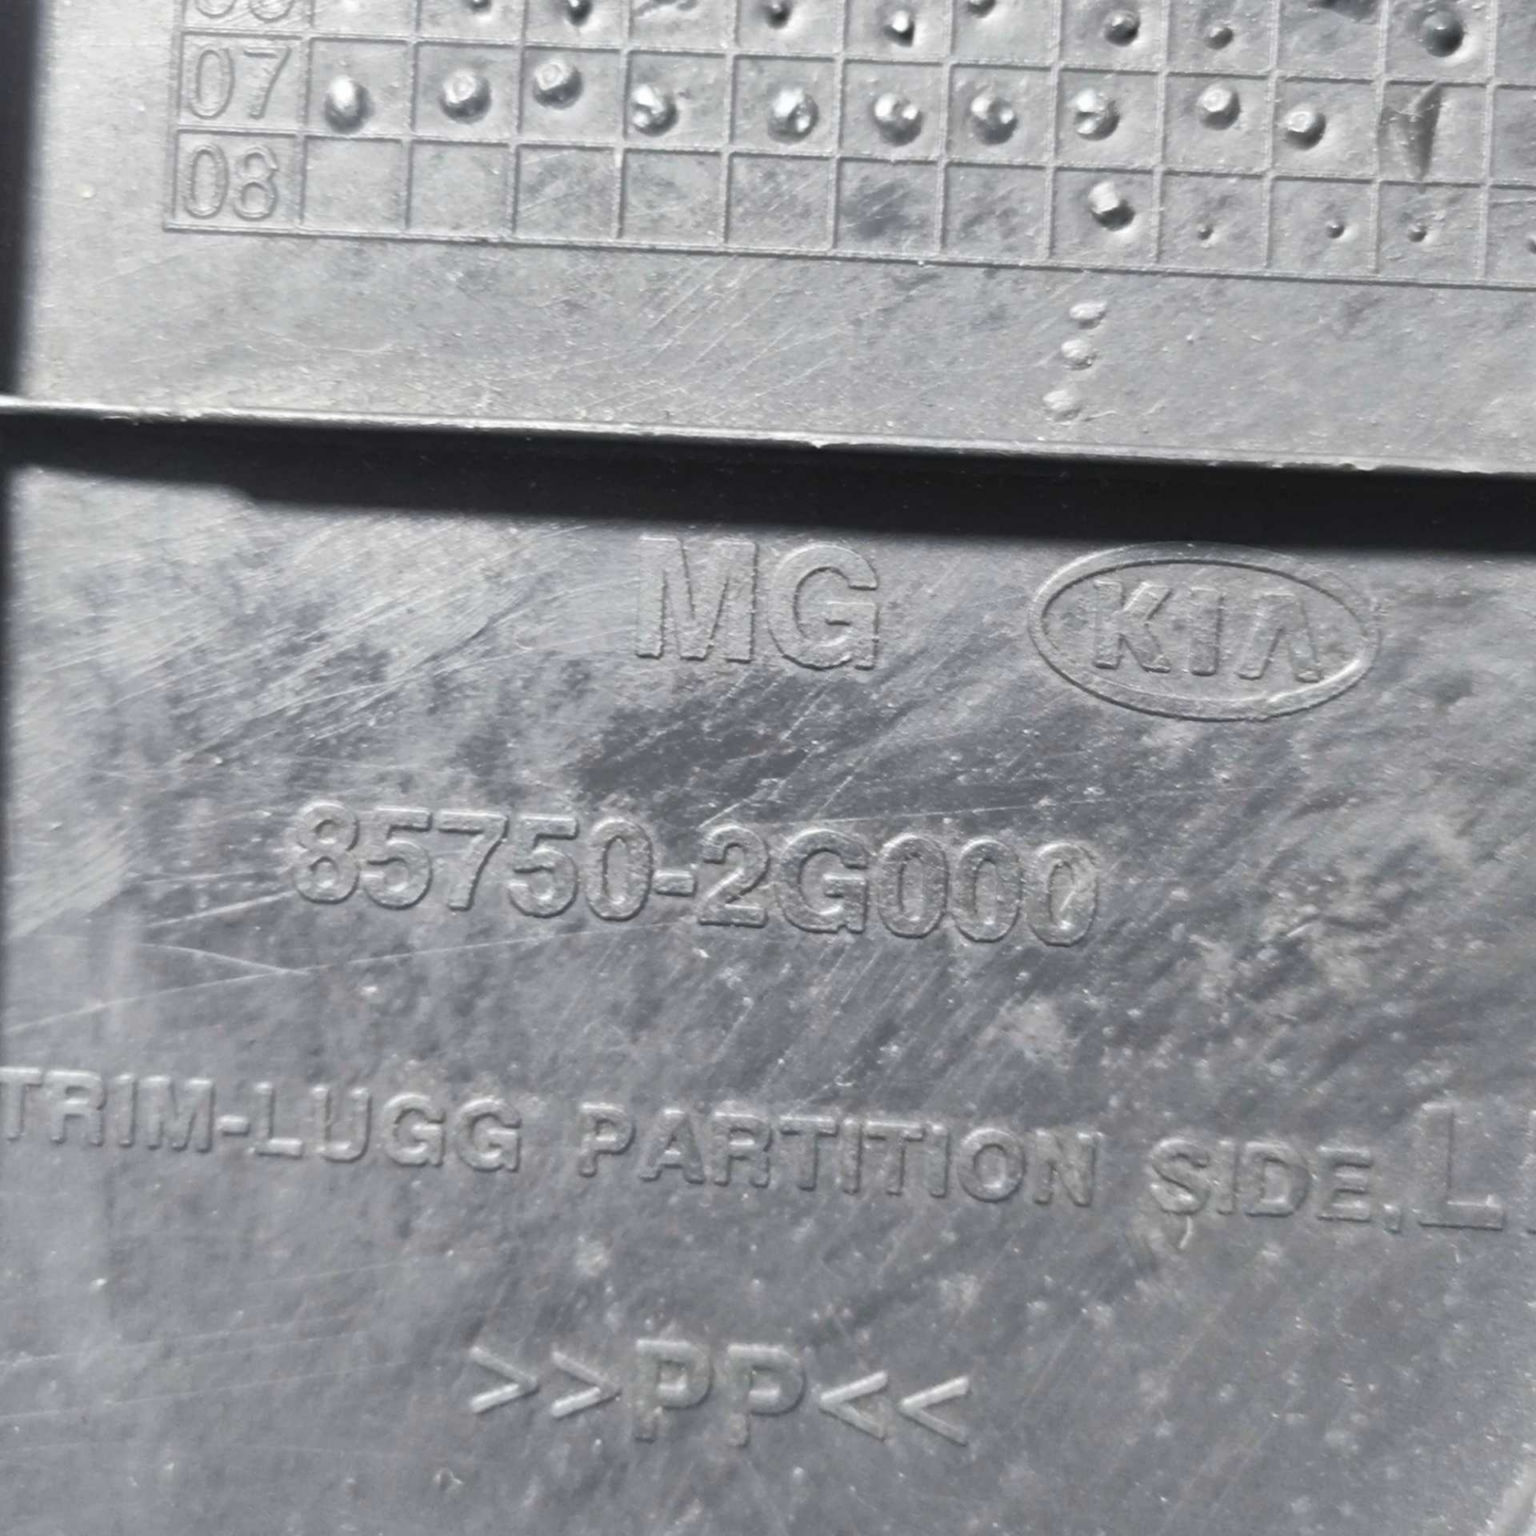 07
08
MG KIA
85750-2G000
TRIM-LUGG PARTITION SIDE,L
>>PP<<